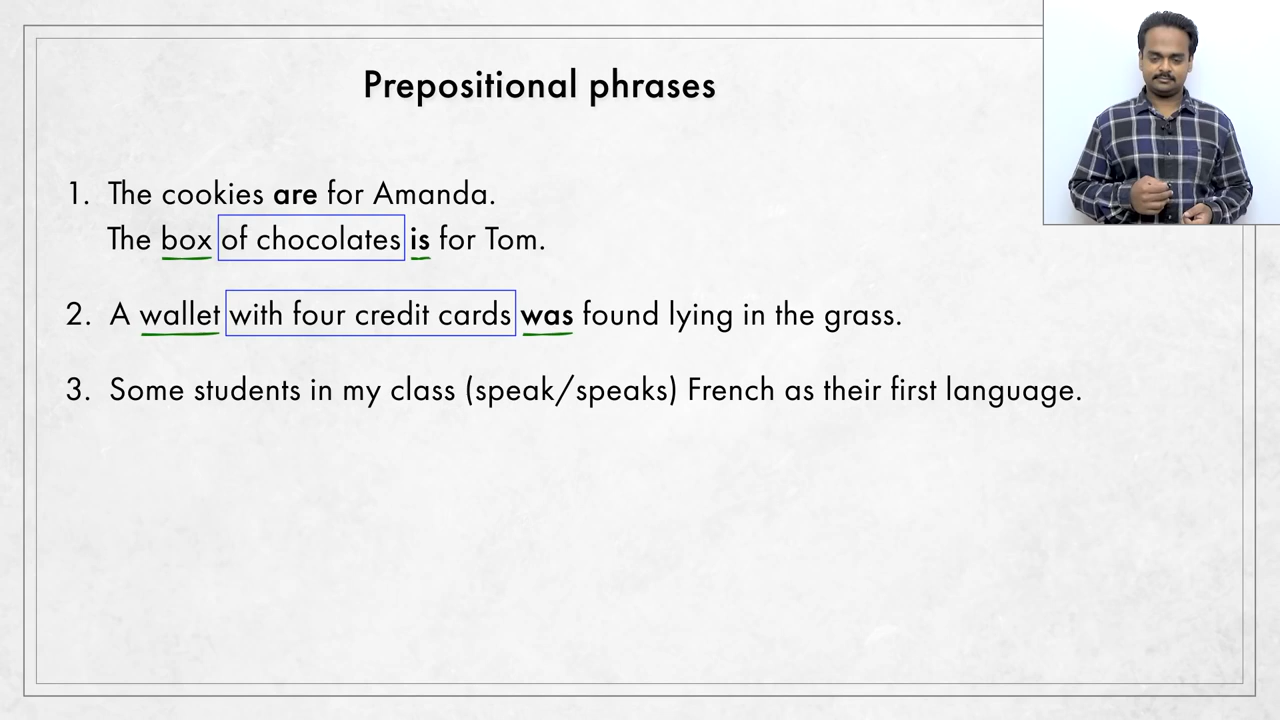 Prepositional phrases
1. The cookies are for Amanda.
The box of chocolates is for Tom.
2. A wallet with four credit cards was found lying in the grass.
3. Some students in my class (speak/speaks) French as their first language.